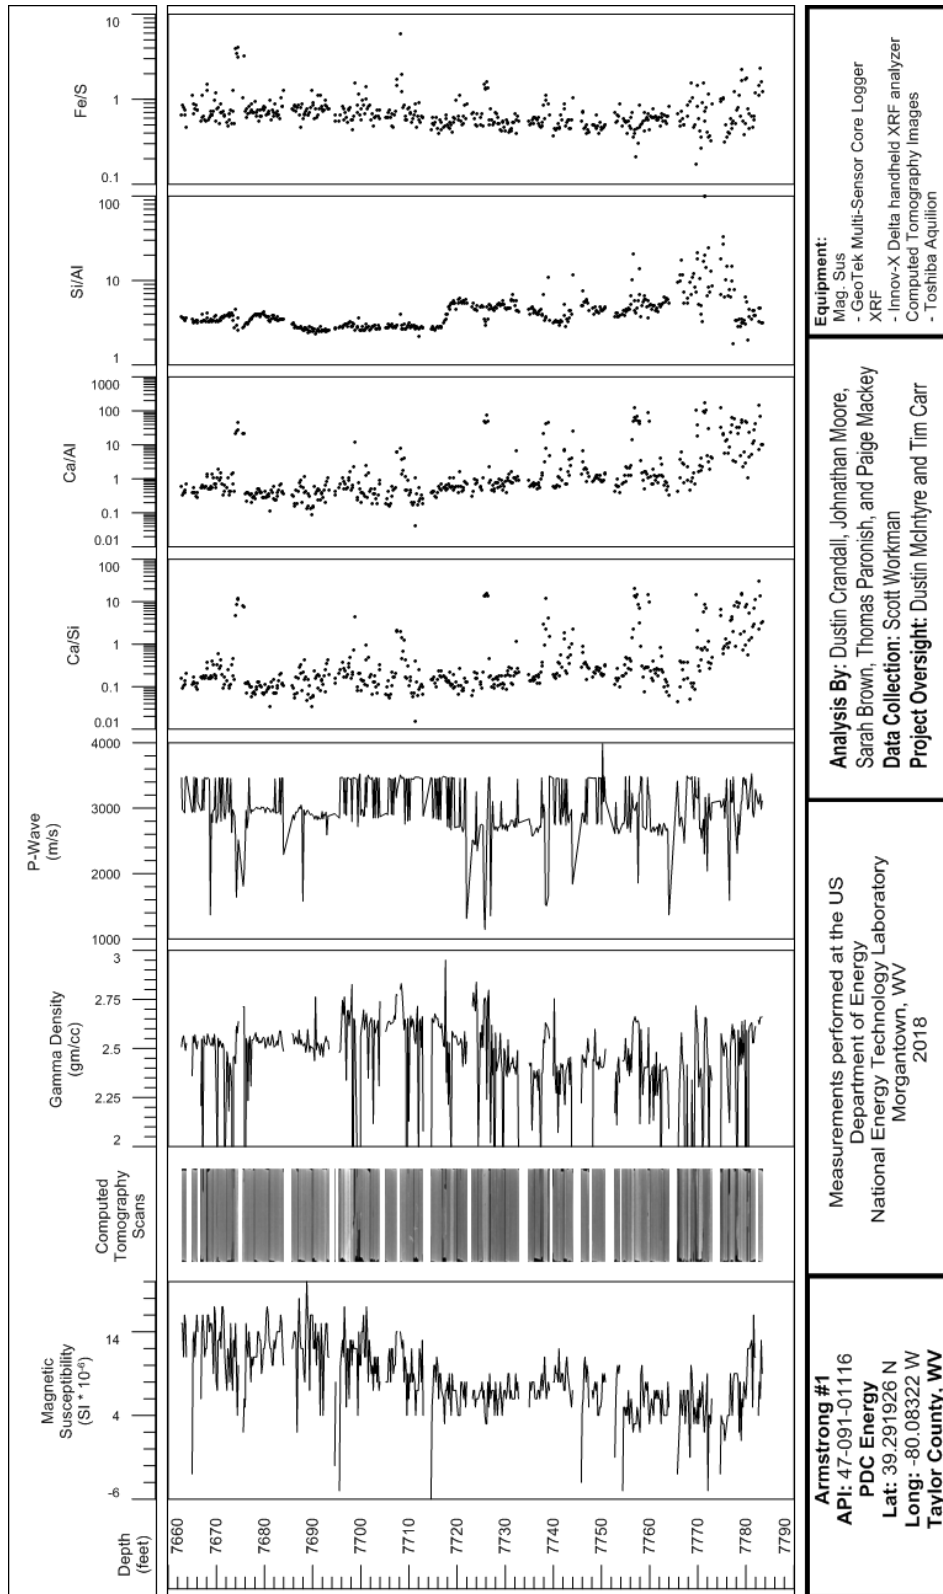 Fe/S
10
1
0.1
Si/Al
100
10
1
Ca/Al
1000
100
10
1
0.1
0.01
Ca/Si
100
10
1
0.1
0.01
P-Wave
(m/s)
4000
3000
2000
1000
Gamma Density
(gm/cc)
3
2.75
2.5
2.25
2
Computed
Tomography
Scans
Magnetic
Susceptibility
(SI * 10-6)
14
4
-6
Depth
(feet)
7660
7670
7680
7690
7700
7710
7720
7730
7740
7750
7760
7770
7780
7790
Equipment:
Mag. Sus
- GeoTek Multi-Sensor Core Logger
XRF
- Innov-X Delta handheld XRF analyzer
Computed Tomography Images
- Toshiba Aquilion
Analysis By: Dustin Crandall, Johnathan Moore,
Sarah Brown, Thomas Paronish, and Paige Mackey
Data Collection: Scott Workman
Project Oversight: Dustin McIntyre and Tim Carr
Measurements performed at the US
Department of Energy
National Energy Technology Laboratory
Morgantown, WV
2018
Armstrong #1
API: 47-091-01116
PDC Energy
Lat: 39.291926 N
Long: -80.08322 W
Taylor County, WV